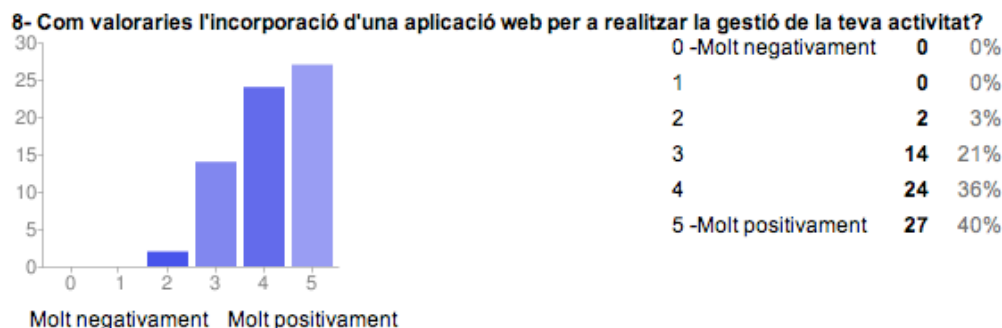 8- Com valoraries l'incorporació d'una aplicació web per a realitzar la gestió de la teva activitat?
30
25
20
15
10
5
0
0 1 2 3 4 5
Molt negativament Molt positivament
0 -Molt negativament 0 0%
1 0 0%
2 2 3%
3 14 21%
4 24 36%
5 -Molt positivament 27 40%